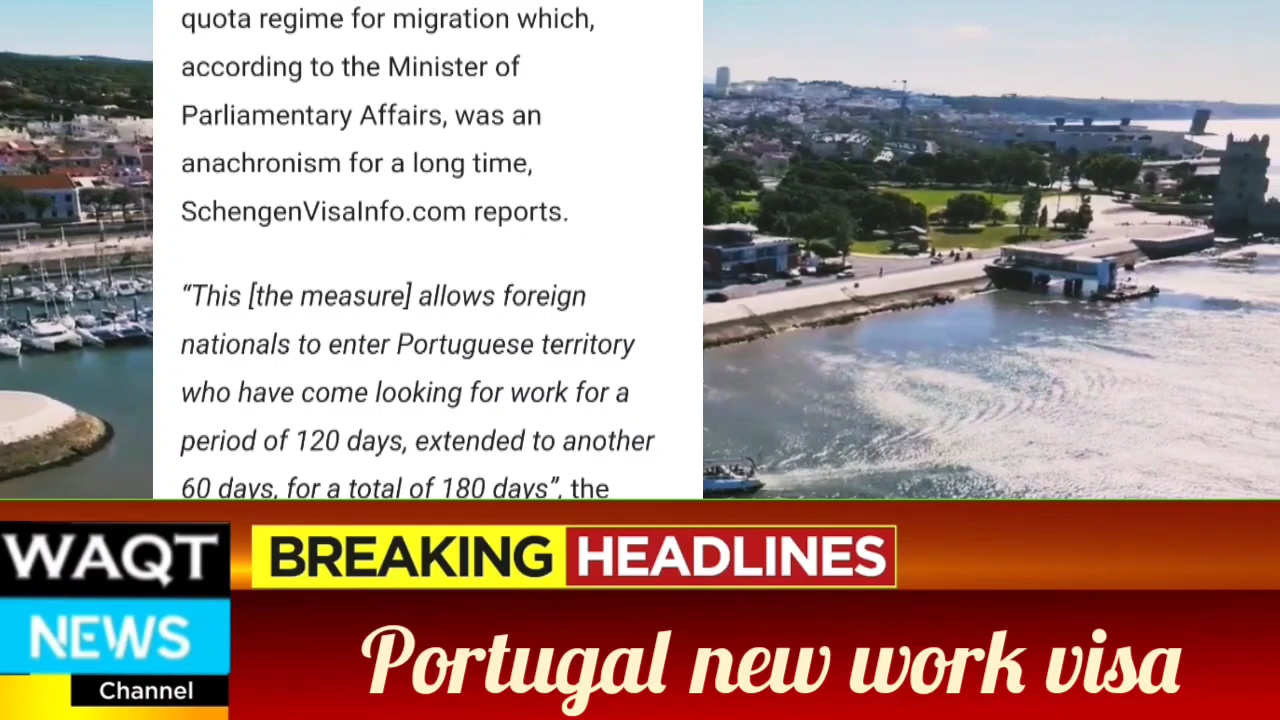 quota regime for migration which,
according to the Minister of
Parliamentary Affairs, was an
anachronism for a long time,
SchengenVisaInfo.com reports.
“This [the measure] allows foreign
nationals to enter Portuguese territory
who have come looking for work for a
period of 120 days, extended to another
60 days, for a total of 180 days”, the
WAQT
NEWS
Channel
BREAKING HEADLINES
Portugal new work visa